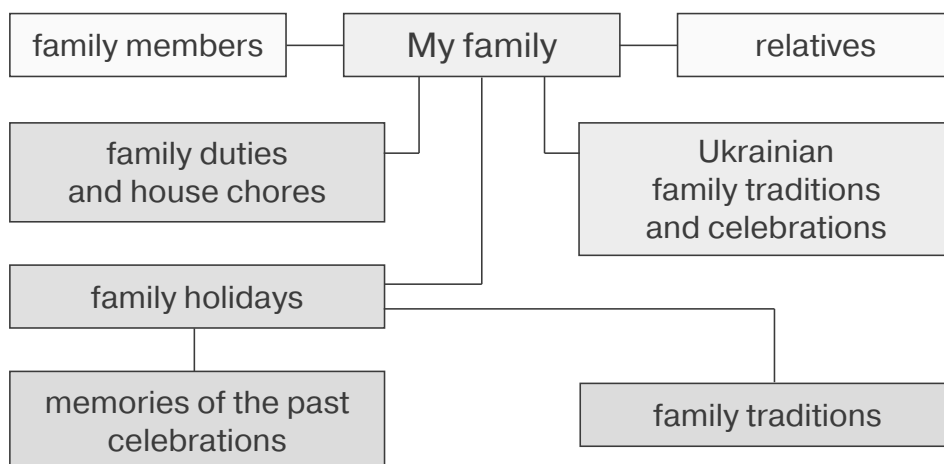 family members
My family
relatives
family duties
and house chores
Ukrainian
family traditions
and celebrations
family holidays
memories of the past
celebrations
family traditions